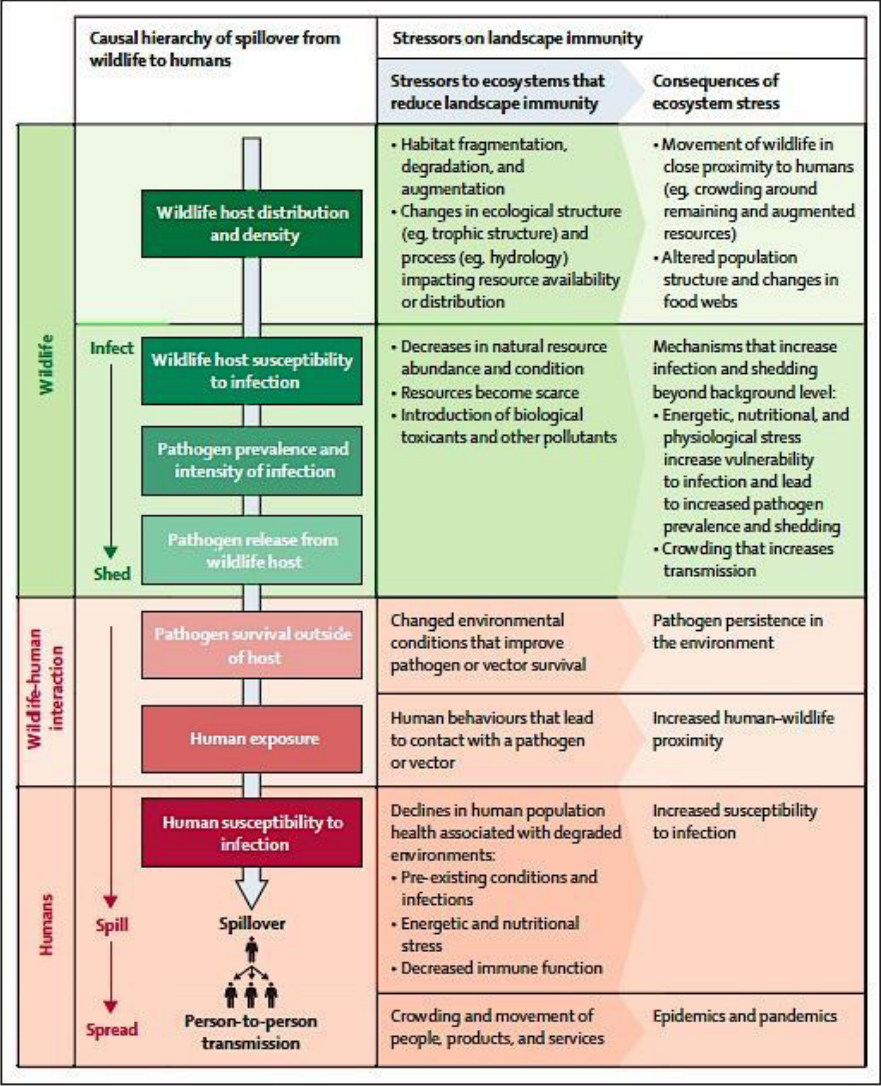 Causal hierarchy of spillover from
wildlife to humans
Stressors on landscape immunity
Stressors to ecosystems that
reduce landscape immunity
Consequences of
ecosystem stress
Wildlife
Wildlife host distribution
and density
• Habitat fragmentation,
degradation, and
augmentation
• Changes in ecological structure
(eg, trophic structure) and
process (eg, hydrology)
impacting resource availability
or distribution
• Movement of wildlife in
close proximity to humans
(eg, crowding around
remaining and augmented
resources)
• Altered population
structure and changes in
food webs
Infect
Wildlife host susceptibility
to infection
Pathogen prevalence and
intensity of infection
Pathogen release from
wildlife host
Shed
• Decreases in natural resource
abundance and condition
• Resources become scarce
• Introduction of biological
toxicants and other pollutants
Mechanisms that increase
infection and shedding
beyond background level:
• Energetic, nutritional, and
physiological stress
increase vulnerability
to infection and lead
to increased pathogen
prevalence and shedding
• Crowding that increases
transmission
Wildlife–human
interaction
Pathogen survival outside
of host
Changed environmental
conditions that improve
pathogen or vector survival
Pathogen persistence in
the environment
Human exposure
Human behaviours that lead
to contact with a pathogen
or vector
Increased human–wildlife
proximity
Humans
Human susceptibility to
infection
Spill
Spillover
Declines in human population
health associated with degraded
environments:
• Pre-existing conditions and
infections
• Energetic and nutritional
stress
• Decreased immune function
Increased susceptibility
to infection
Spread
Person-to-person
transmission
Crowding and movement of
people, products, and services
Epidemics and pandemics